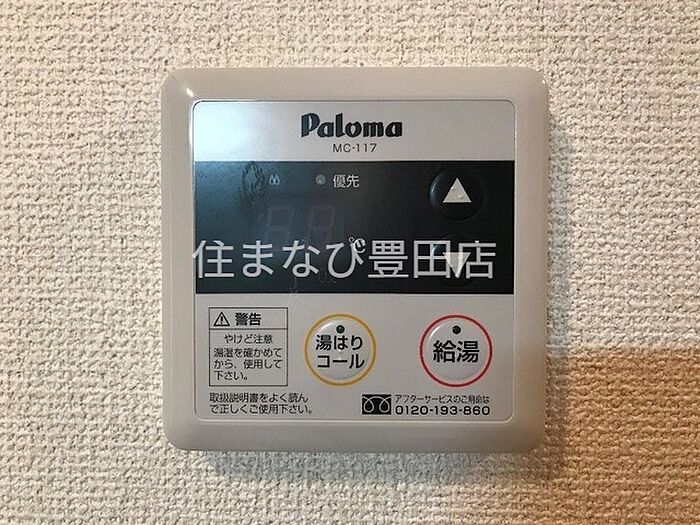 Paloma
MC-117
優先
℃
住まなび豊田店
警告
やけど注意
湯温を確かめて
から、使用して
下さい。
湯はり
コール
給湯
取扱説明書をよく読ん
で正しくご使用下さい。
アフターサービスのご用命は
0120-193-860